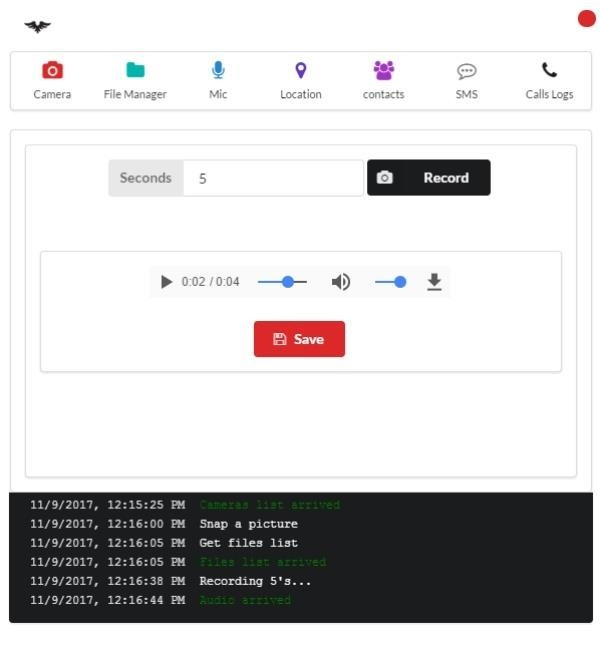 Camera File Manager Mic Location contacts SMS Calls Logs
Seconds 5 Record
0:02 / 0:04
Save
11/9/2017, 12:15:25 PM Cameras list arrived
11/9/2017, 12:16:00 PM Snap a picture
11/9/2017, 12:16:05 PM Get files list
11/9/2017, 12:16:05 PM Files list arrived
11/9/2017, 12:16:38 PM Recording 5's...
11/9/2017, 12:16:44 PM Audio arrived